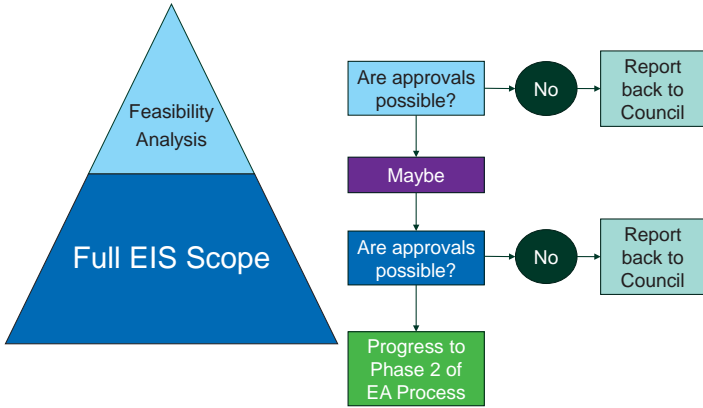 Feasibility
Analysis
Full EIS Scope
Are approvals
possible?
No
Report
back to
Council
Maybe
Are approvals
possible?
No
Report
back to
Council
Progress to
Phase 2 of
EA Process